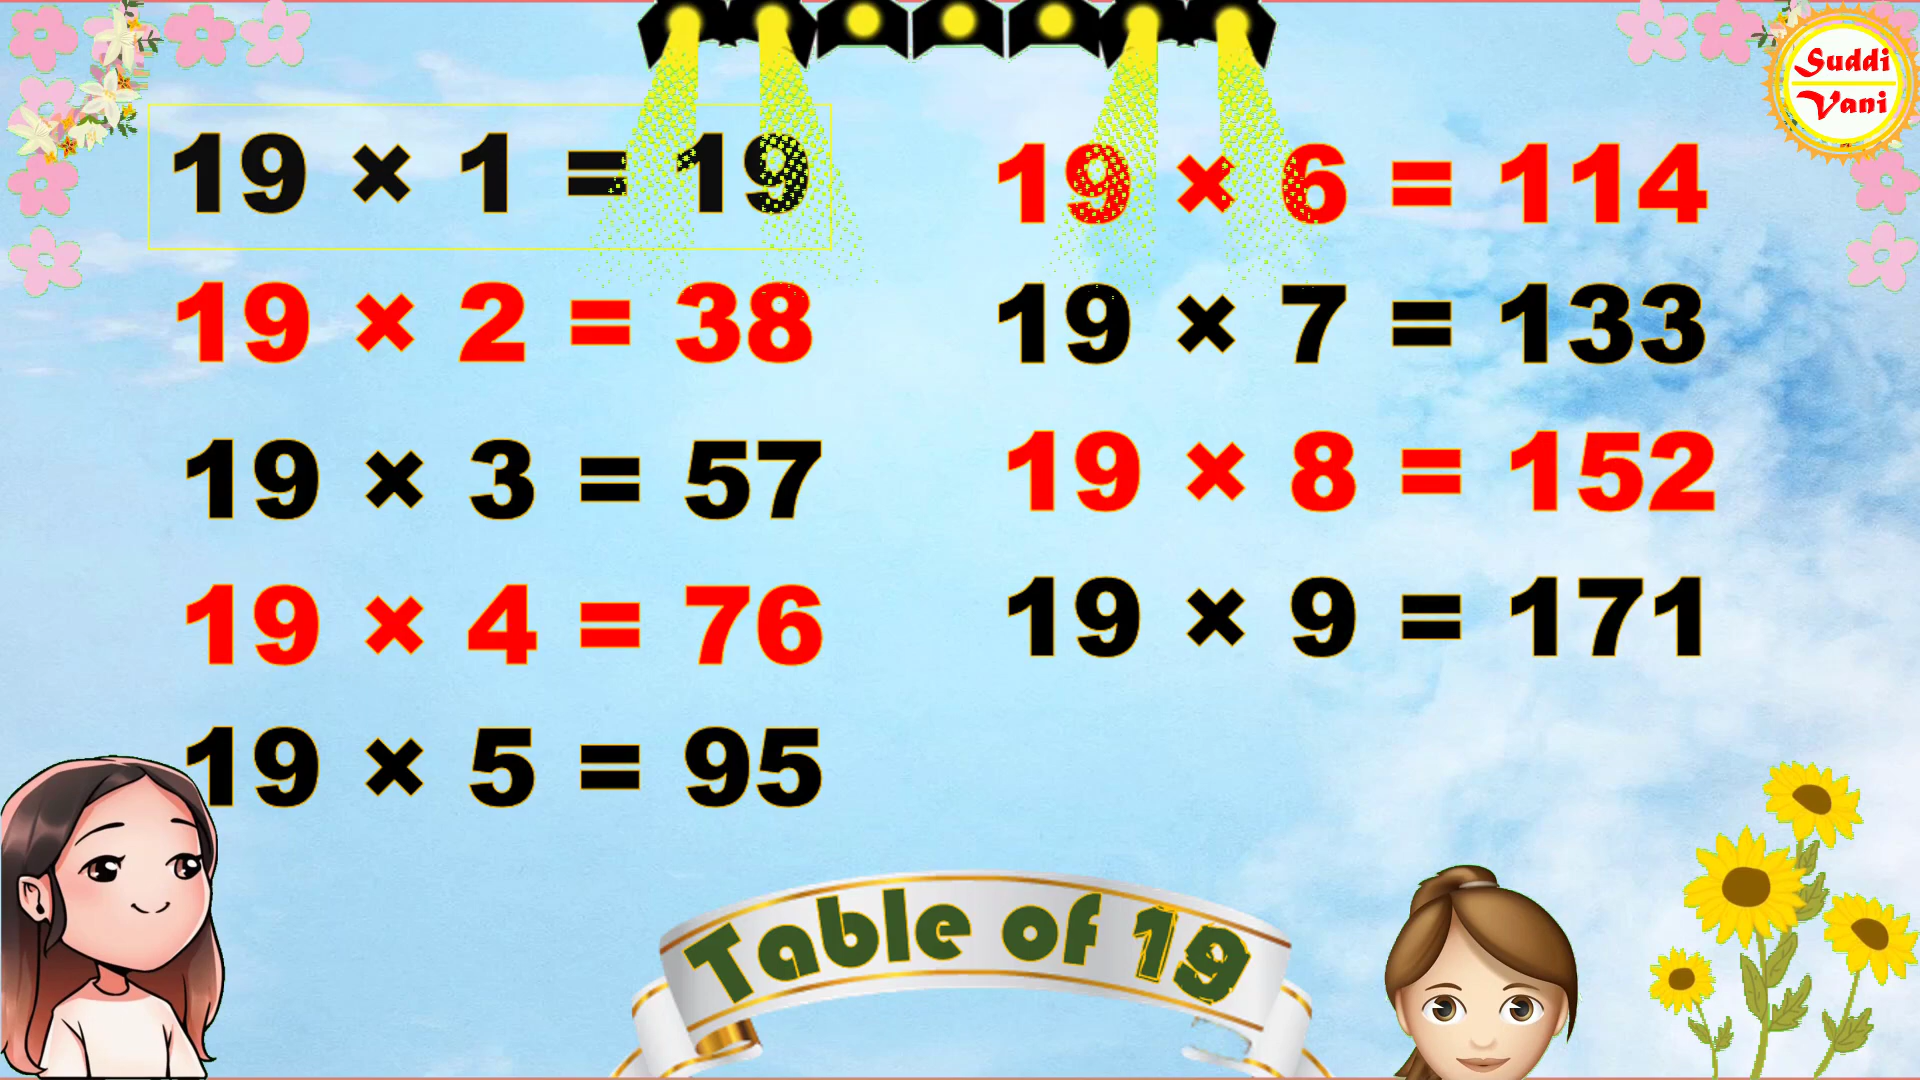 19 × 1 = 19
19 × 2 = 38
19 × 3 = 57
19 × 4 = 76
19 × 5 = 95
19 × 6 = 114
19 × 7 = 133
19 × 8 = 152
19 × 9 = 171
Table of 19
Suddi
Vani